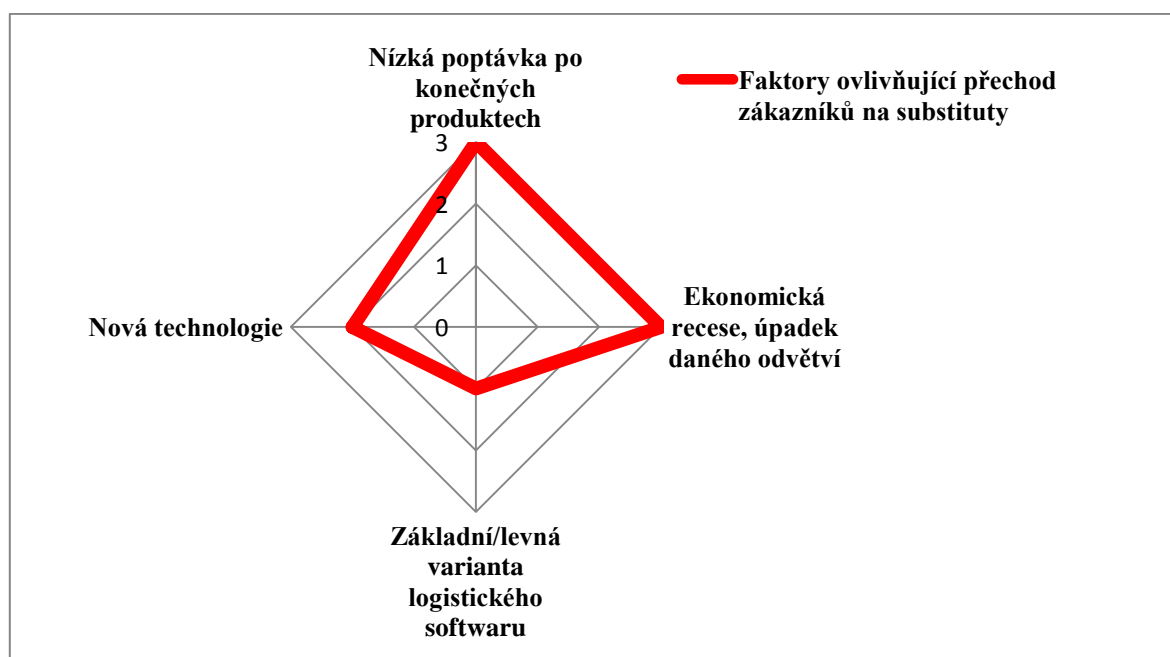 Nízká poptávka po
konečných
produktech
Faktory ovlivňující přechod
zákazníků na substituty
3
2
1
0
Nová technologie
Ekonomická
recese, úpadek
daného odvětví
Základní/levná
varianta
logistického
softwaru